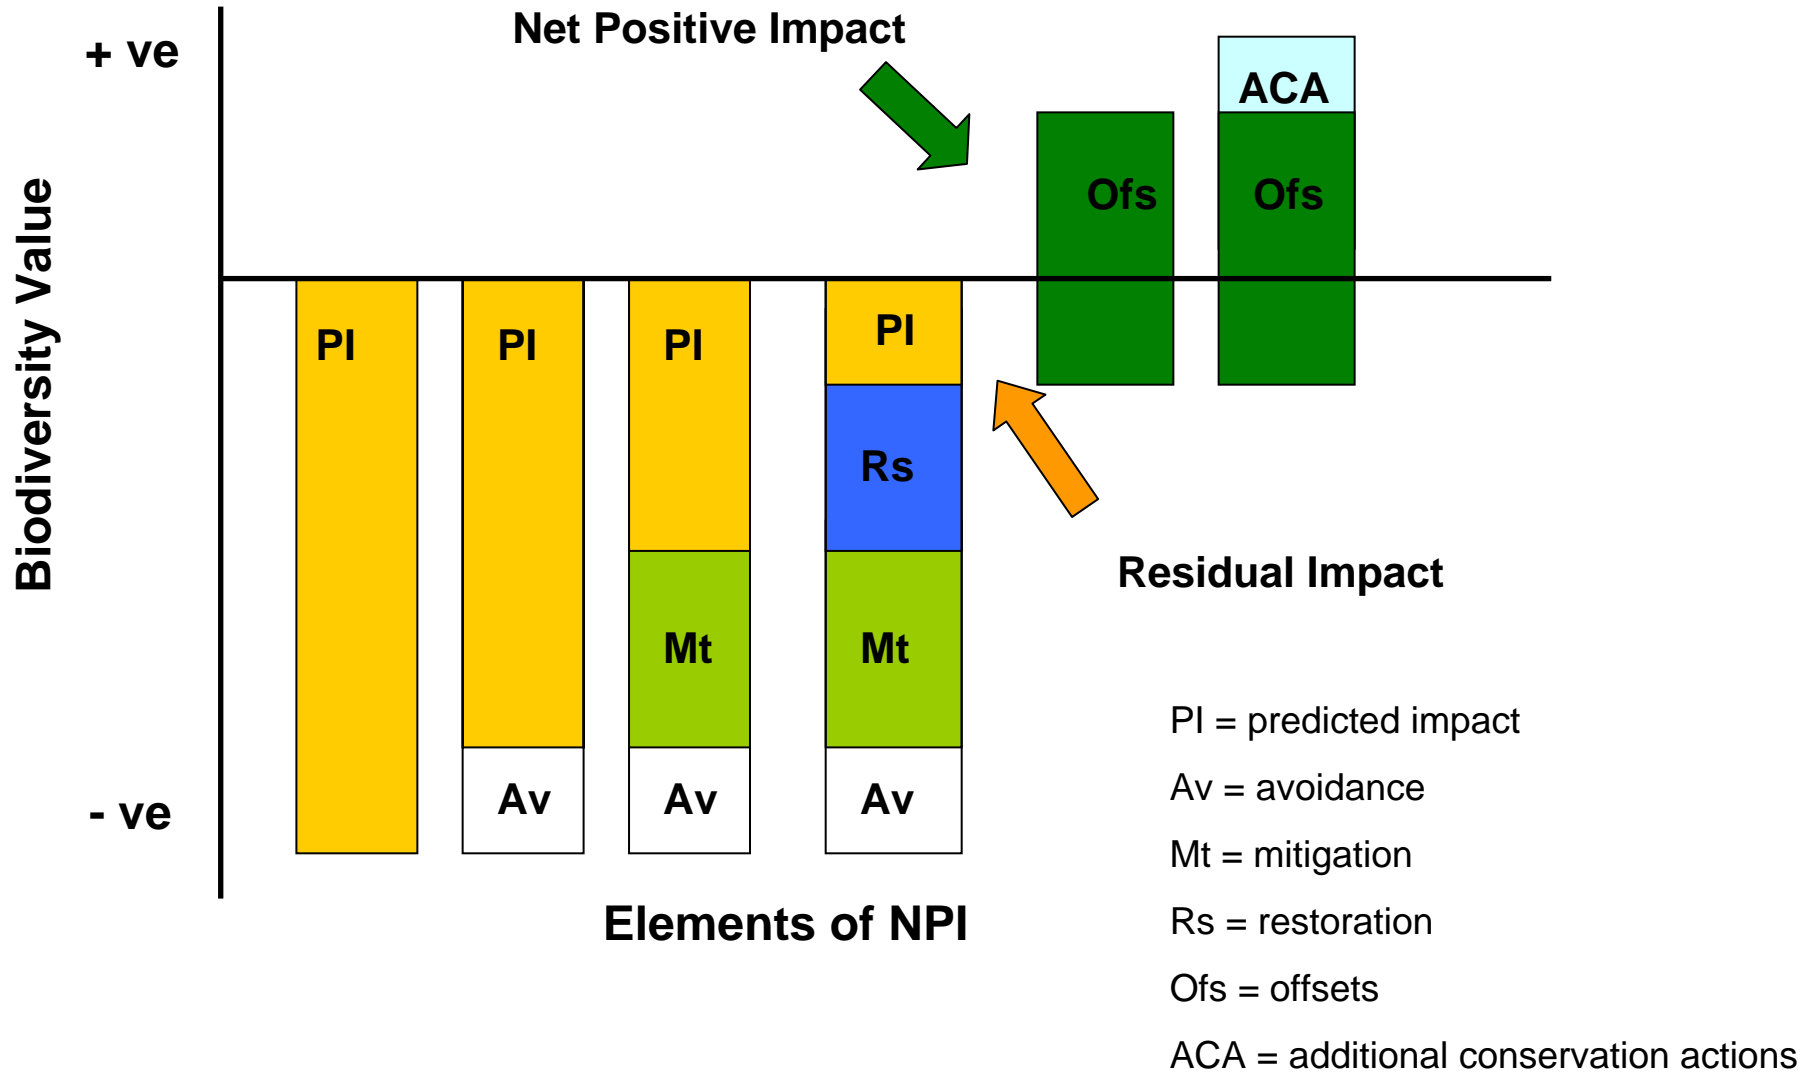 Net Positive Impact
+ ve
ACA
Ofs
Ofs
Biodiversity Value
PI
PI
PI
PI
Rs
Residual Impact
Mt
Mt
Av
Av
Av
- ve
Elements of NPI
PI = predicted impact
Av = avoidance
Mt = mitigation
Rs = restoration
Ofs = offsets
ACA = additional conservation actions